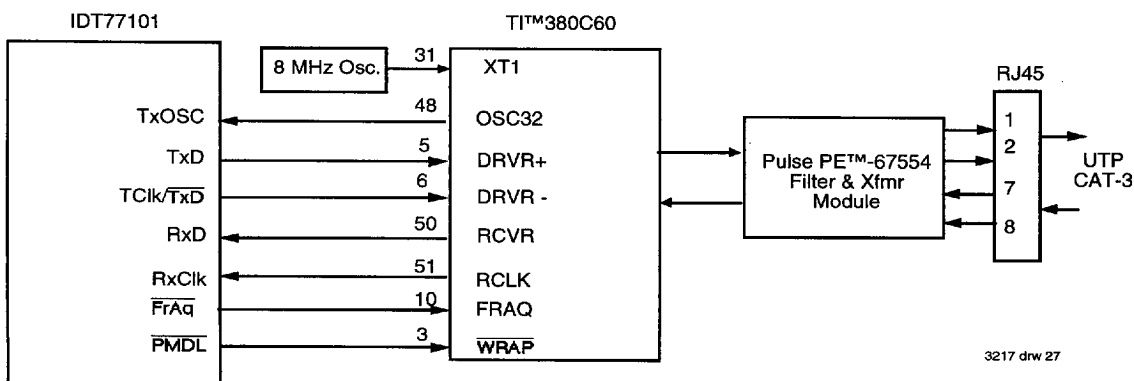 IDT77101
TI™380C60
8 MHz Osc.
31
XT1
RJ45
TxOSC
48
OSC32
TxD
5
DRVR+
TClk/TxD
6
DRVR -
RxD
50
RCVR
RxClk
51
RCLK
FrAq
10
FRAQ
PMDL
3
WRAP
Pulse PE™-67554
Filter & Xfmr
Module
1
2
7
8
UTP
CAT-3
3217 drw 27